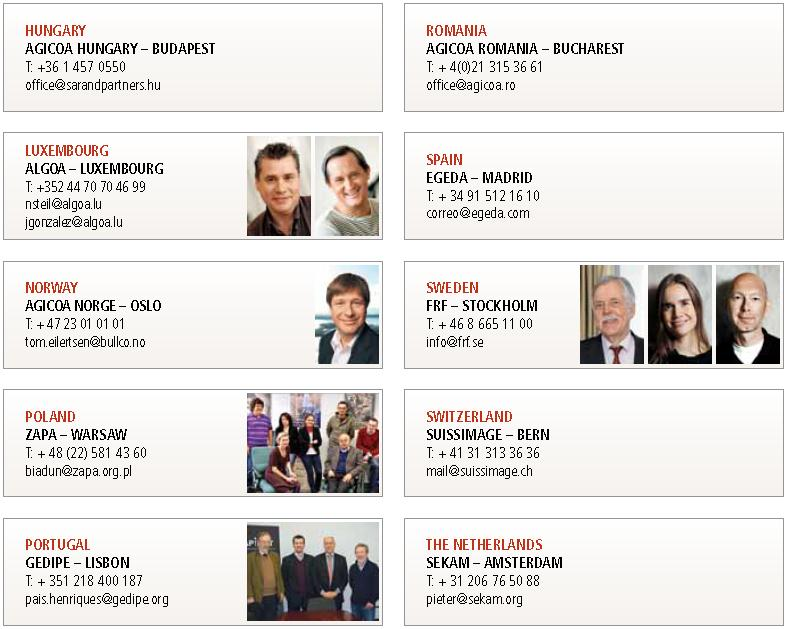 HUNGARY
AGICOA HUNGARY – BUDAPEST
T: +36 1 457 0550
office@sarandpartners.hu
ROMANIA
AGICOA ROMANIA – BUCHAREST
T: + 4(0)21 315 36 61
office@agicoa.ro
LUXEMBOURG
ALGOA – LUXEMBOURG
T: +352 44 70 70 46 99
nsteil@algoa.lu
jgonzalez@algoa.lu
SPAIN
EGEDA – MADRID
T: + 34 91 512 16 10
correo@egeda.com
NORWAY
AGICOA NORGE – OSLO
T: + 47 23 01 01 01
tom.eilertsen@bullco.no
SWEDEN
FRF – STOCKHOLM
T: + 46 8 665 11 00
info@frf.se
POLAND
ZAPA – WARSAW
T: + 48 (22) 581 43 60
biadun@zapa.org.pl
SWITZERLAND
SUISSIMAGE – BERN
T: + 41 31 313 36 36
mail@suissimage.ch
PORTUGAL
GEDIPE – LISBON
T: + 351 218 400 187
pais.henriques@gedipe.org
THE NETHERLANDS
SEKAM – AMSTERDAM
T: + 31 206 76 50 88
pieter@sekam.org